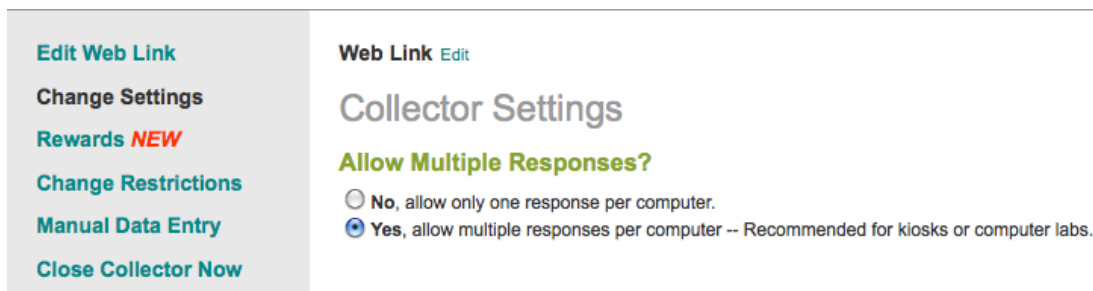 Edit Web Link
Change Settings
Rewards NEW
Change Restrictions
Manual Data Entry
Close Collector Now
Web Link Edit
Collector Settings
Allow Multiple Responses?
No, allow only one response per computer.
Yes, allow multiple responses per computer -- Recommended for kiosks or computer labs.